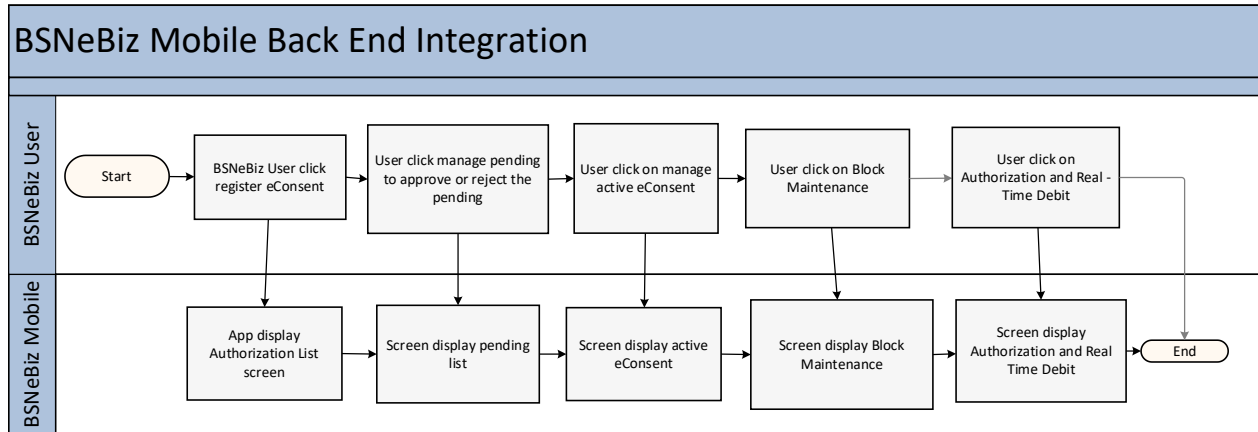 BSNeBiz Mobile Back End Integration
BSNeBiz User
Start
BSNeBiz User click
register eConsent
User click manage pending
to approve or reject the
pending
User click on manage
active eConsent
User click on Block
Maintenance
User click on
Authorization and Real -
Time Debit
BSNeBiz Mobile
App display
Authorization List
screen
Screen display pending
list
Screen display active
eConsent
Screen display Block
Maintenance
Screen display
Authorization and Real
Time Debit
End